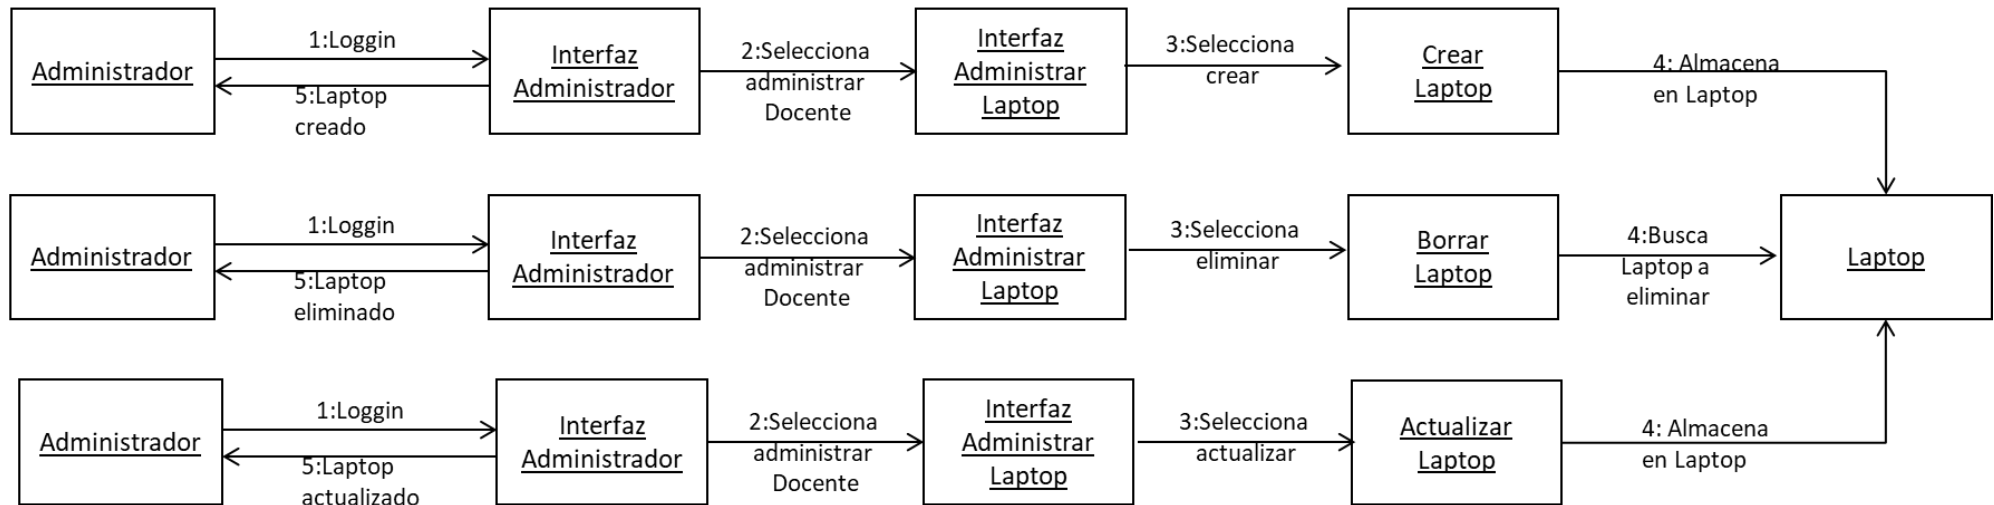 Administrador
1:Loggin
5:Laptop
creado
Interfaz
Administrador
2:Selecciona
administrar
Docente
Interfaz
Administrar
Laptop
3:Selecciona
crear
Crear
Laptop
4: Almacena
en Laptop
Administrador
1:Loggin
5:Laptop
eliminado
Interfaz
Administrador
2:Selecciona
administrar
Docente
Interfaz
Administrar
Laptop
3:Selecciona
eliminar
Borrar
Laptop
4:Busca
Laptop a
eliminar
Laptop
Administrador
1:Loggin
5:Laptop
actualizado
Interfaz
Administrador
2:Selecciona
administrar
Docente
Interfaz
Administrar
Laptop
3:Selecciona
actualizar
Actualizar
Laptop
4: Almacena
en Laptop